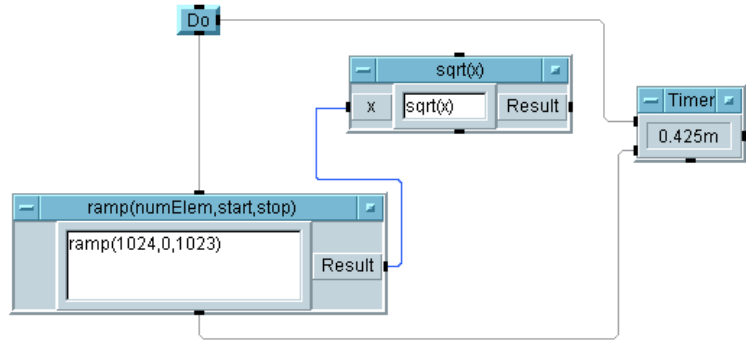 Do
sqrt(x)
x
sqrt(x)
Result
Timer
0.425m
ramp(numElem,start,stop)
ramp(1024,0,1023)
Result